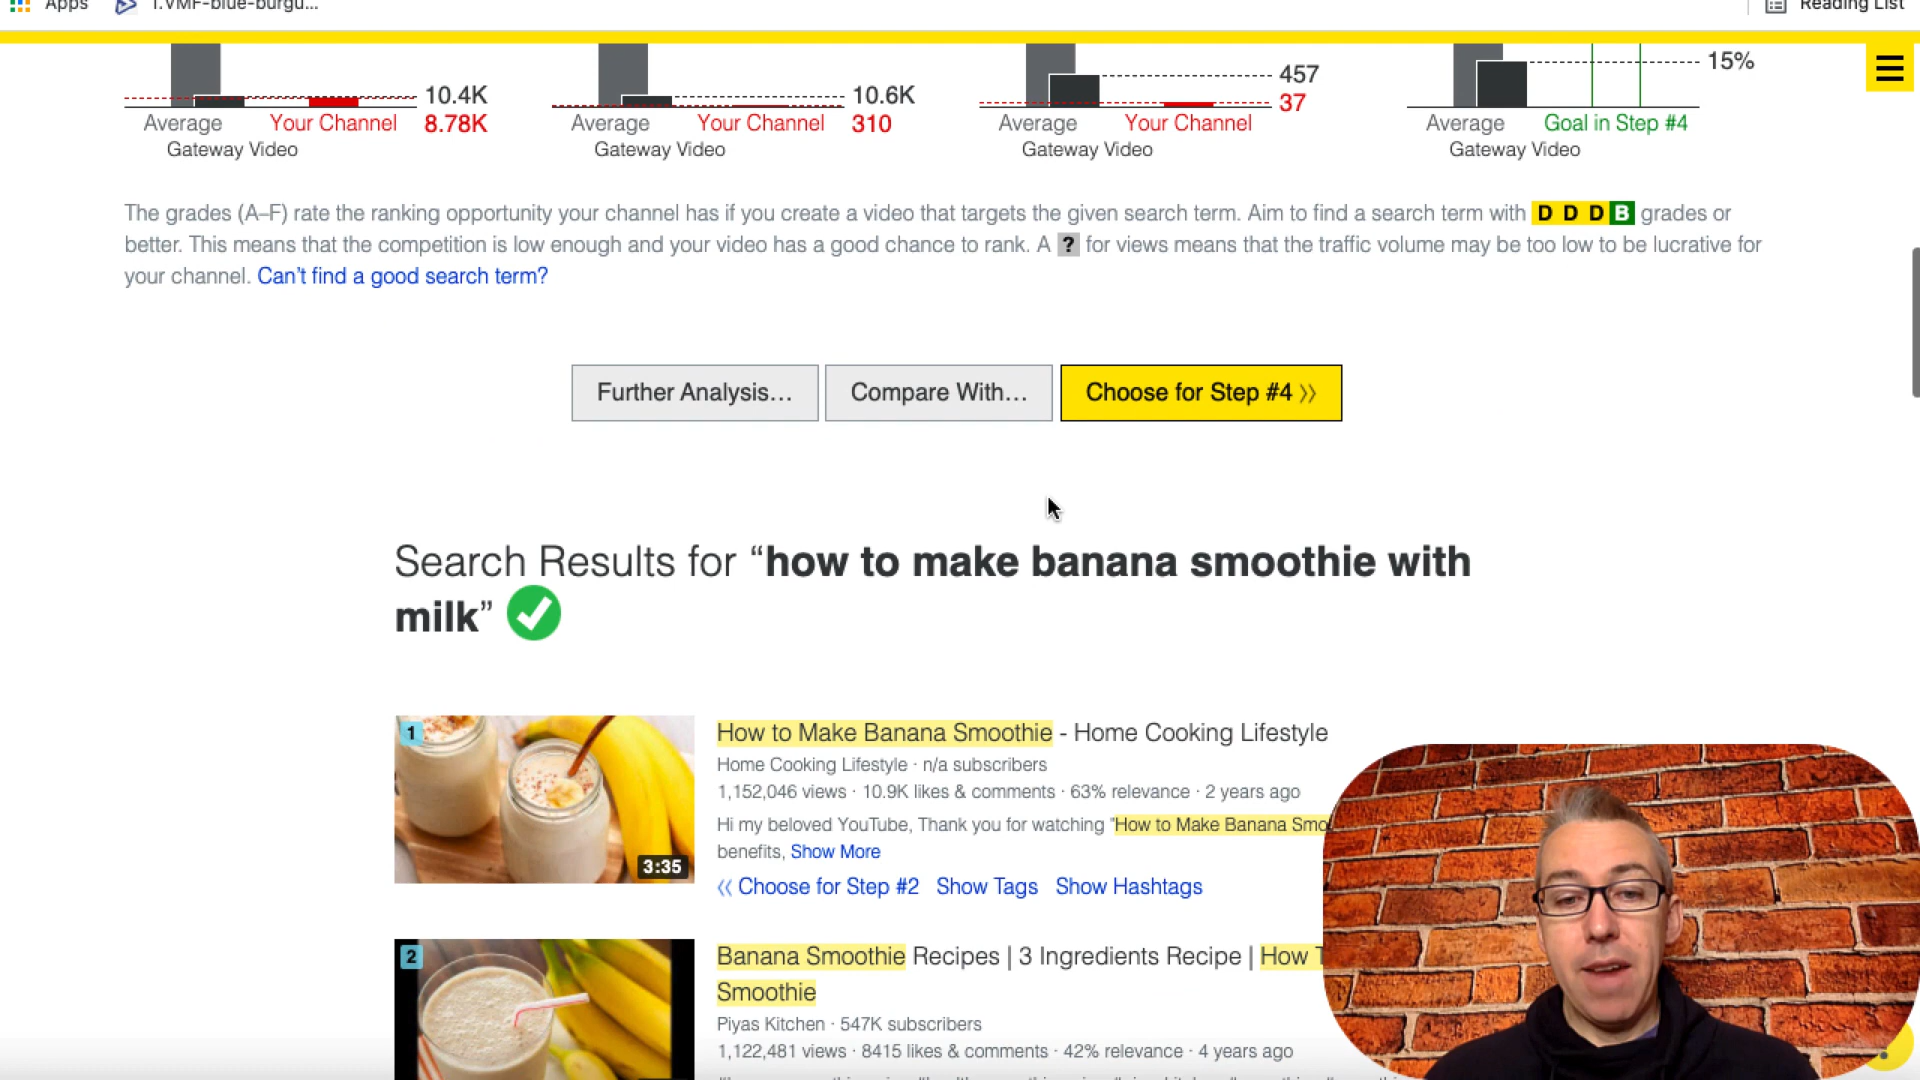 Apps 1.VMF-blue-burgu... Reading List
10.4K 10.6K 457 15%
8.78K 310 37
Average Your Channel Average Your Channel Average Your Channel Average Goal in Step #4
Gateway Video Gateway Video Gateway Video Gateway Video
The grades (A–F) rate the ranking opportunity your channel has if you create a video that targets the given search term. Aim to find a search term with D D D B grades or
better. This means that the competition is low enough and your video has a good chance to rank. A ? for views means that the traffic volume may be too low to be lucrative for
your channel. Can't find a good search term?
Further Analysis… Compare With… Choose for Step #4 »
Search Results for “how to make banana smoothie with
milk”
1
How to Make Banana Smoothie - Home Cooking Lifestyle
Home Cooking Lifestyle · n/a subscribers
1,152,046 views · 10.9K likes & comments · 63% relevance · 2 years ago
Hi my beloved YouTube, Thank you for watching "How to Make Banana Smo
benefits, Show More
3:35
« Choose for Step #2 Show Tags Show Hashtags
2
Banana Smoothie Recipes | 3 Ingredients Recipe | How
Smoothie
Piyas Kitchen · 547K subscribers
1,122,481 views · 8415 likes & comments · 42% relevance · 4 years ago